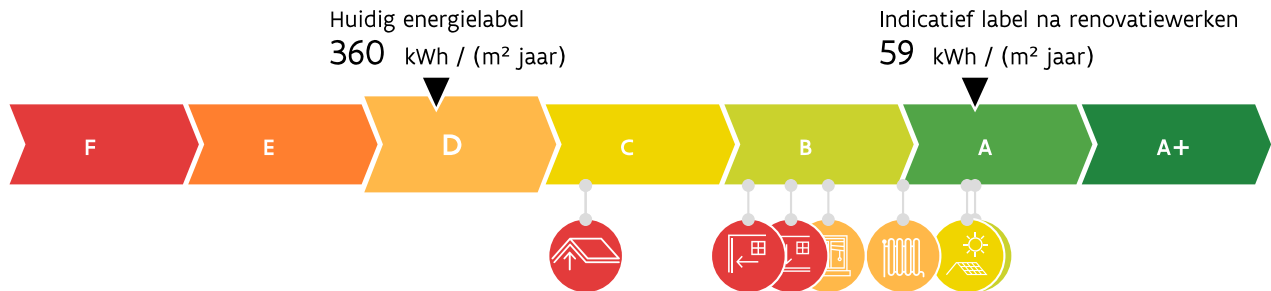 Huidig energielabel
360 kWh / (m² jaar)
Indicatief label na renovatiewerken
59 kWh / (m² jaar)
F E D C B A A+